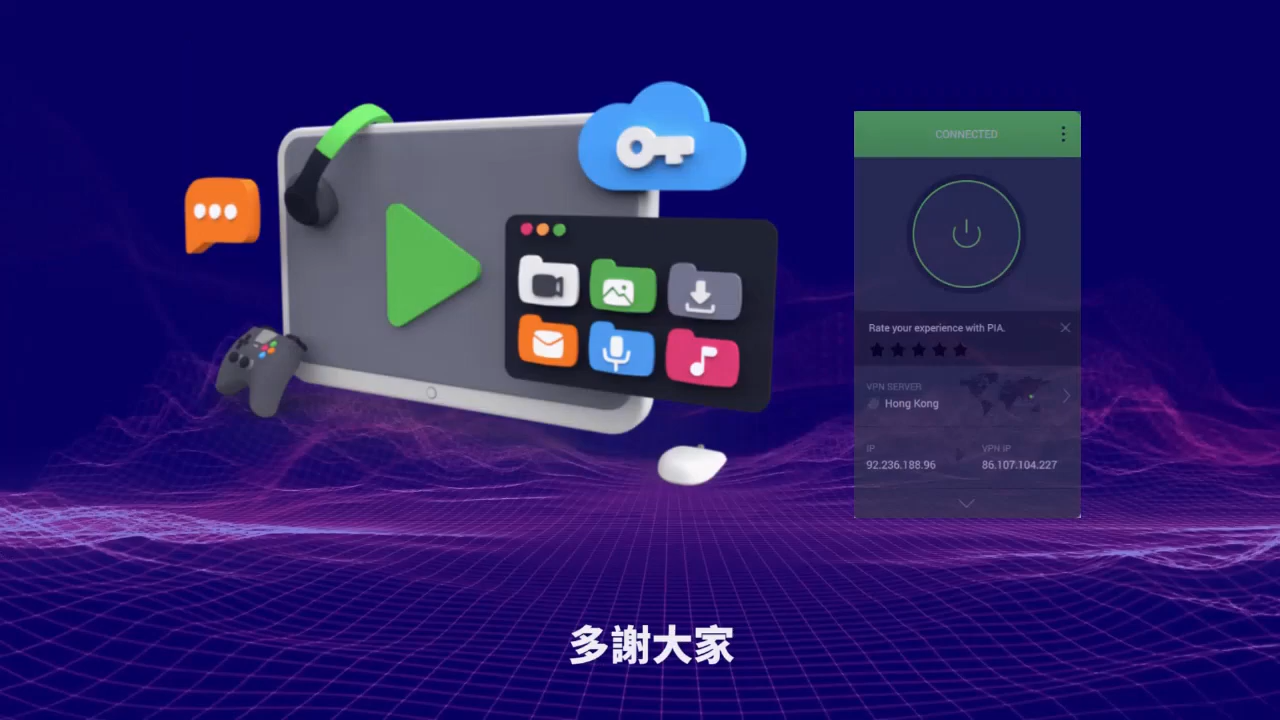 CONNECTED
Rate your experience with PIA.
VPN SERVER
Hong Kong
IP
VPN IP
92.236.188.96
86.107.104.227
多謝大家